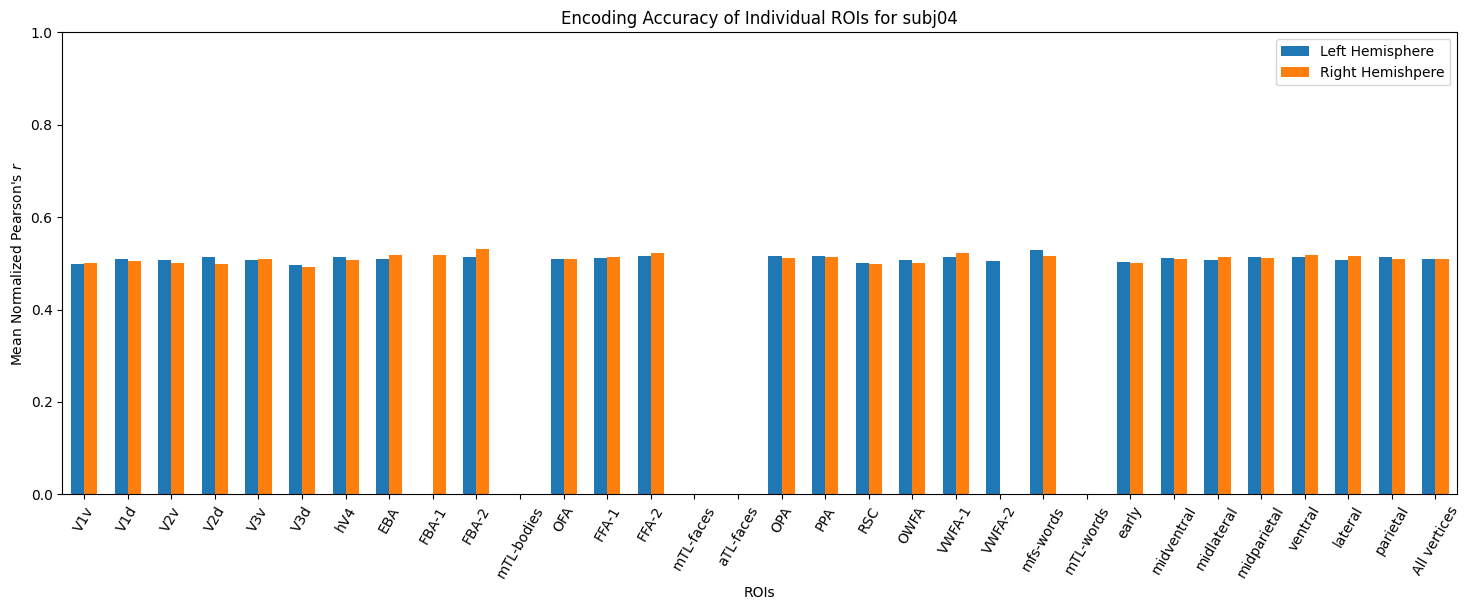 Encoding Accuracy of Individual ROIs for subj04
Left Hemisphere
Right Hemishpere
Mean Normalized Pearson's r
1.0
0.8
0.6
0.4
0.2
0.0
V1v
V1d
V2v
V2d
V3v
V3d
hV4
EBA
FBA-1
FBA-2
mTL-bodies
OFA
FFA-1
FFA-2
mTL-faces
aTL-faces
OPA
PPA
RSC
OWFA
VWFA-1
VWFA-2
mfs-words
mTL-words
early
midventral
midlateral
midparietal
ventral
lateral
parietal
All vertices
ROIs